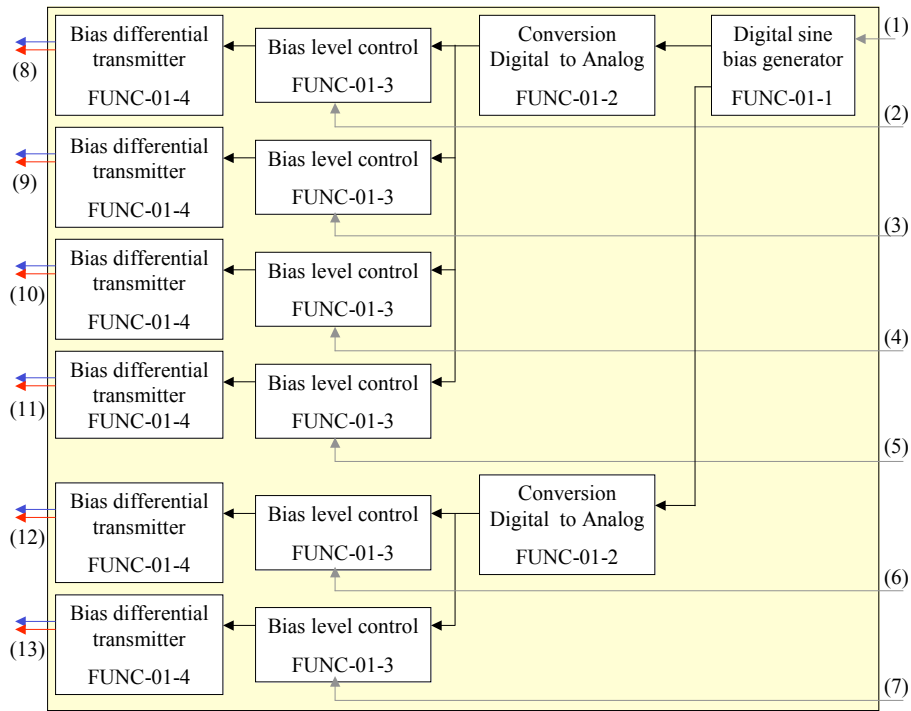 Bias differential
transmitter
FUNC-01-4
Bias level control
FUNC-01-3
Conversion
Digital to Analog
FUNC-01-2
Digital sine
bias generator
FUNC-01-1
(1)
(8)
(2)
Bias differential
transmitter
FUNC-01-4
Bias level control
FUNC-01-3
(9)
(3)
Bias differential
transmitter
FUNC-01-4
Bias level control
FUNC-01-3
(10)
(4)
Bias differential
transmitter
FUNC-01-4
Bias level control
FUNC-01-3
(11)
(5)
Bias differential
transmitter
FUNC-01-4
Bias level control
FUNC-01-3
Conversion
Digital to Analog
FUNC-01-2
(12)
(6)
Bias differential
transmitter
FUNC-01-4
Bias level control
FUNC-01-3
(13)
(7)